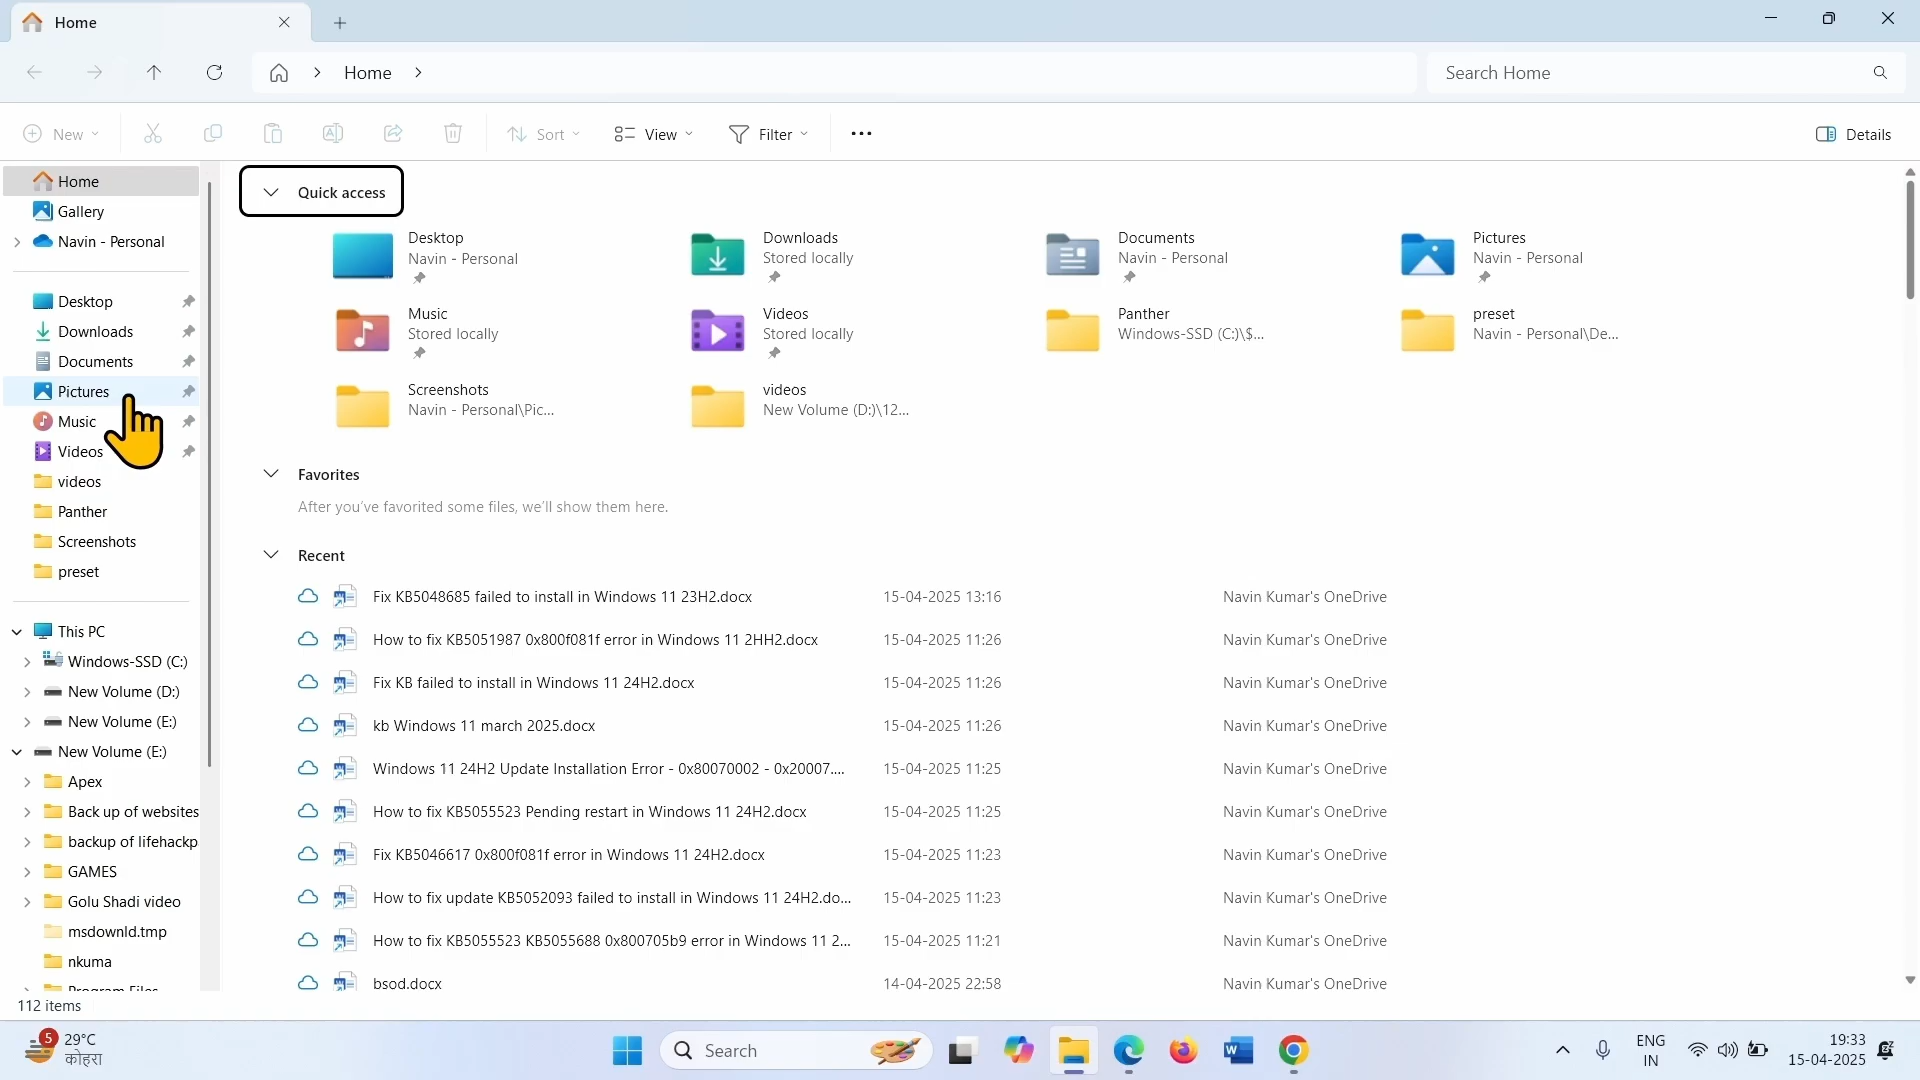 Home
Home
Search Home
New
Sort
View
Filter
Details
Home
Gallery
Navin - Personal
Desktop
Downloads
Documents
Pictures
Music
Videos
videos
Panther
Screenshots
preset
This PC
Windows-SSD (C:)
New Volume (D:)
New Volume (E:)
New Volume (E:)
Apex
Back up of websites
backup of lifehackp
GAMES
Golu Shadi video
msdownld.tmp
nkuma
Program Files
Quick access
Desktop
Navin - Personal
Downloads
Stored locally
Documents
Navin - Personal
Pictures
Navin - Personal
Music
Stored locally
Videos
Stored locally
Panther
Windows-SSD (C:)\$...
preset
Navin - Personal\De...
Screenshots
Navin - Personal\Pic...
videos
New Volume (D:)\12...
Favorites
After you've favorited some files, we'll show them here.
Recent
Fix KB5048685 failed to install in Windows 11 23H2.docx 15-04-2025 13:16 Navin Kumar's OneDrive
How to fix KB5051987 0x800f081f error in Windows 11 2HH2.docx 15-04-2025 11:26 Navin Kumar's OneDrive
Fix KB failed to install in Windows 11 24H2.docx 15-04-2025 11:26 Navin Kumar's OneDrive
kb Windows 11 march 2025.docx 15-04-2025 11:26 Navin Kumar's OneDrive
Windows 11 24H2 Update Installation Error - 0x80070002 - 0x20007.... 15-04-2025 11:25 Navin Kumar's OneDrive
How to fix KB5055523 Pending restart in Windows 11 24H2.docx 15-04-2025 11:25 Navin Kumar's OneDrive
Fix KB5046617 0x800f081f error in Windows 11 24H2.docx 15-04-2025 11:23 Navin Kumar's OneDrive
How to fix update KB5052093 failed to install in Windows 11 24H2.do... 15-04-2025 11:23 Navin Kumar's OneDrive
How to fix KB5055523 KB5055688 0x800705b9 error in Windows 11 2... 15-04-2025 11:21 Navin Kumar's OneDrive
bsod.docx 14-04-2025 22:58 Navin Kumar's OneDrive
112 items
5
29°C
कोहरा
Search
W
ENG
IN
19:33
15-04-2025